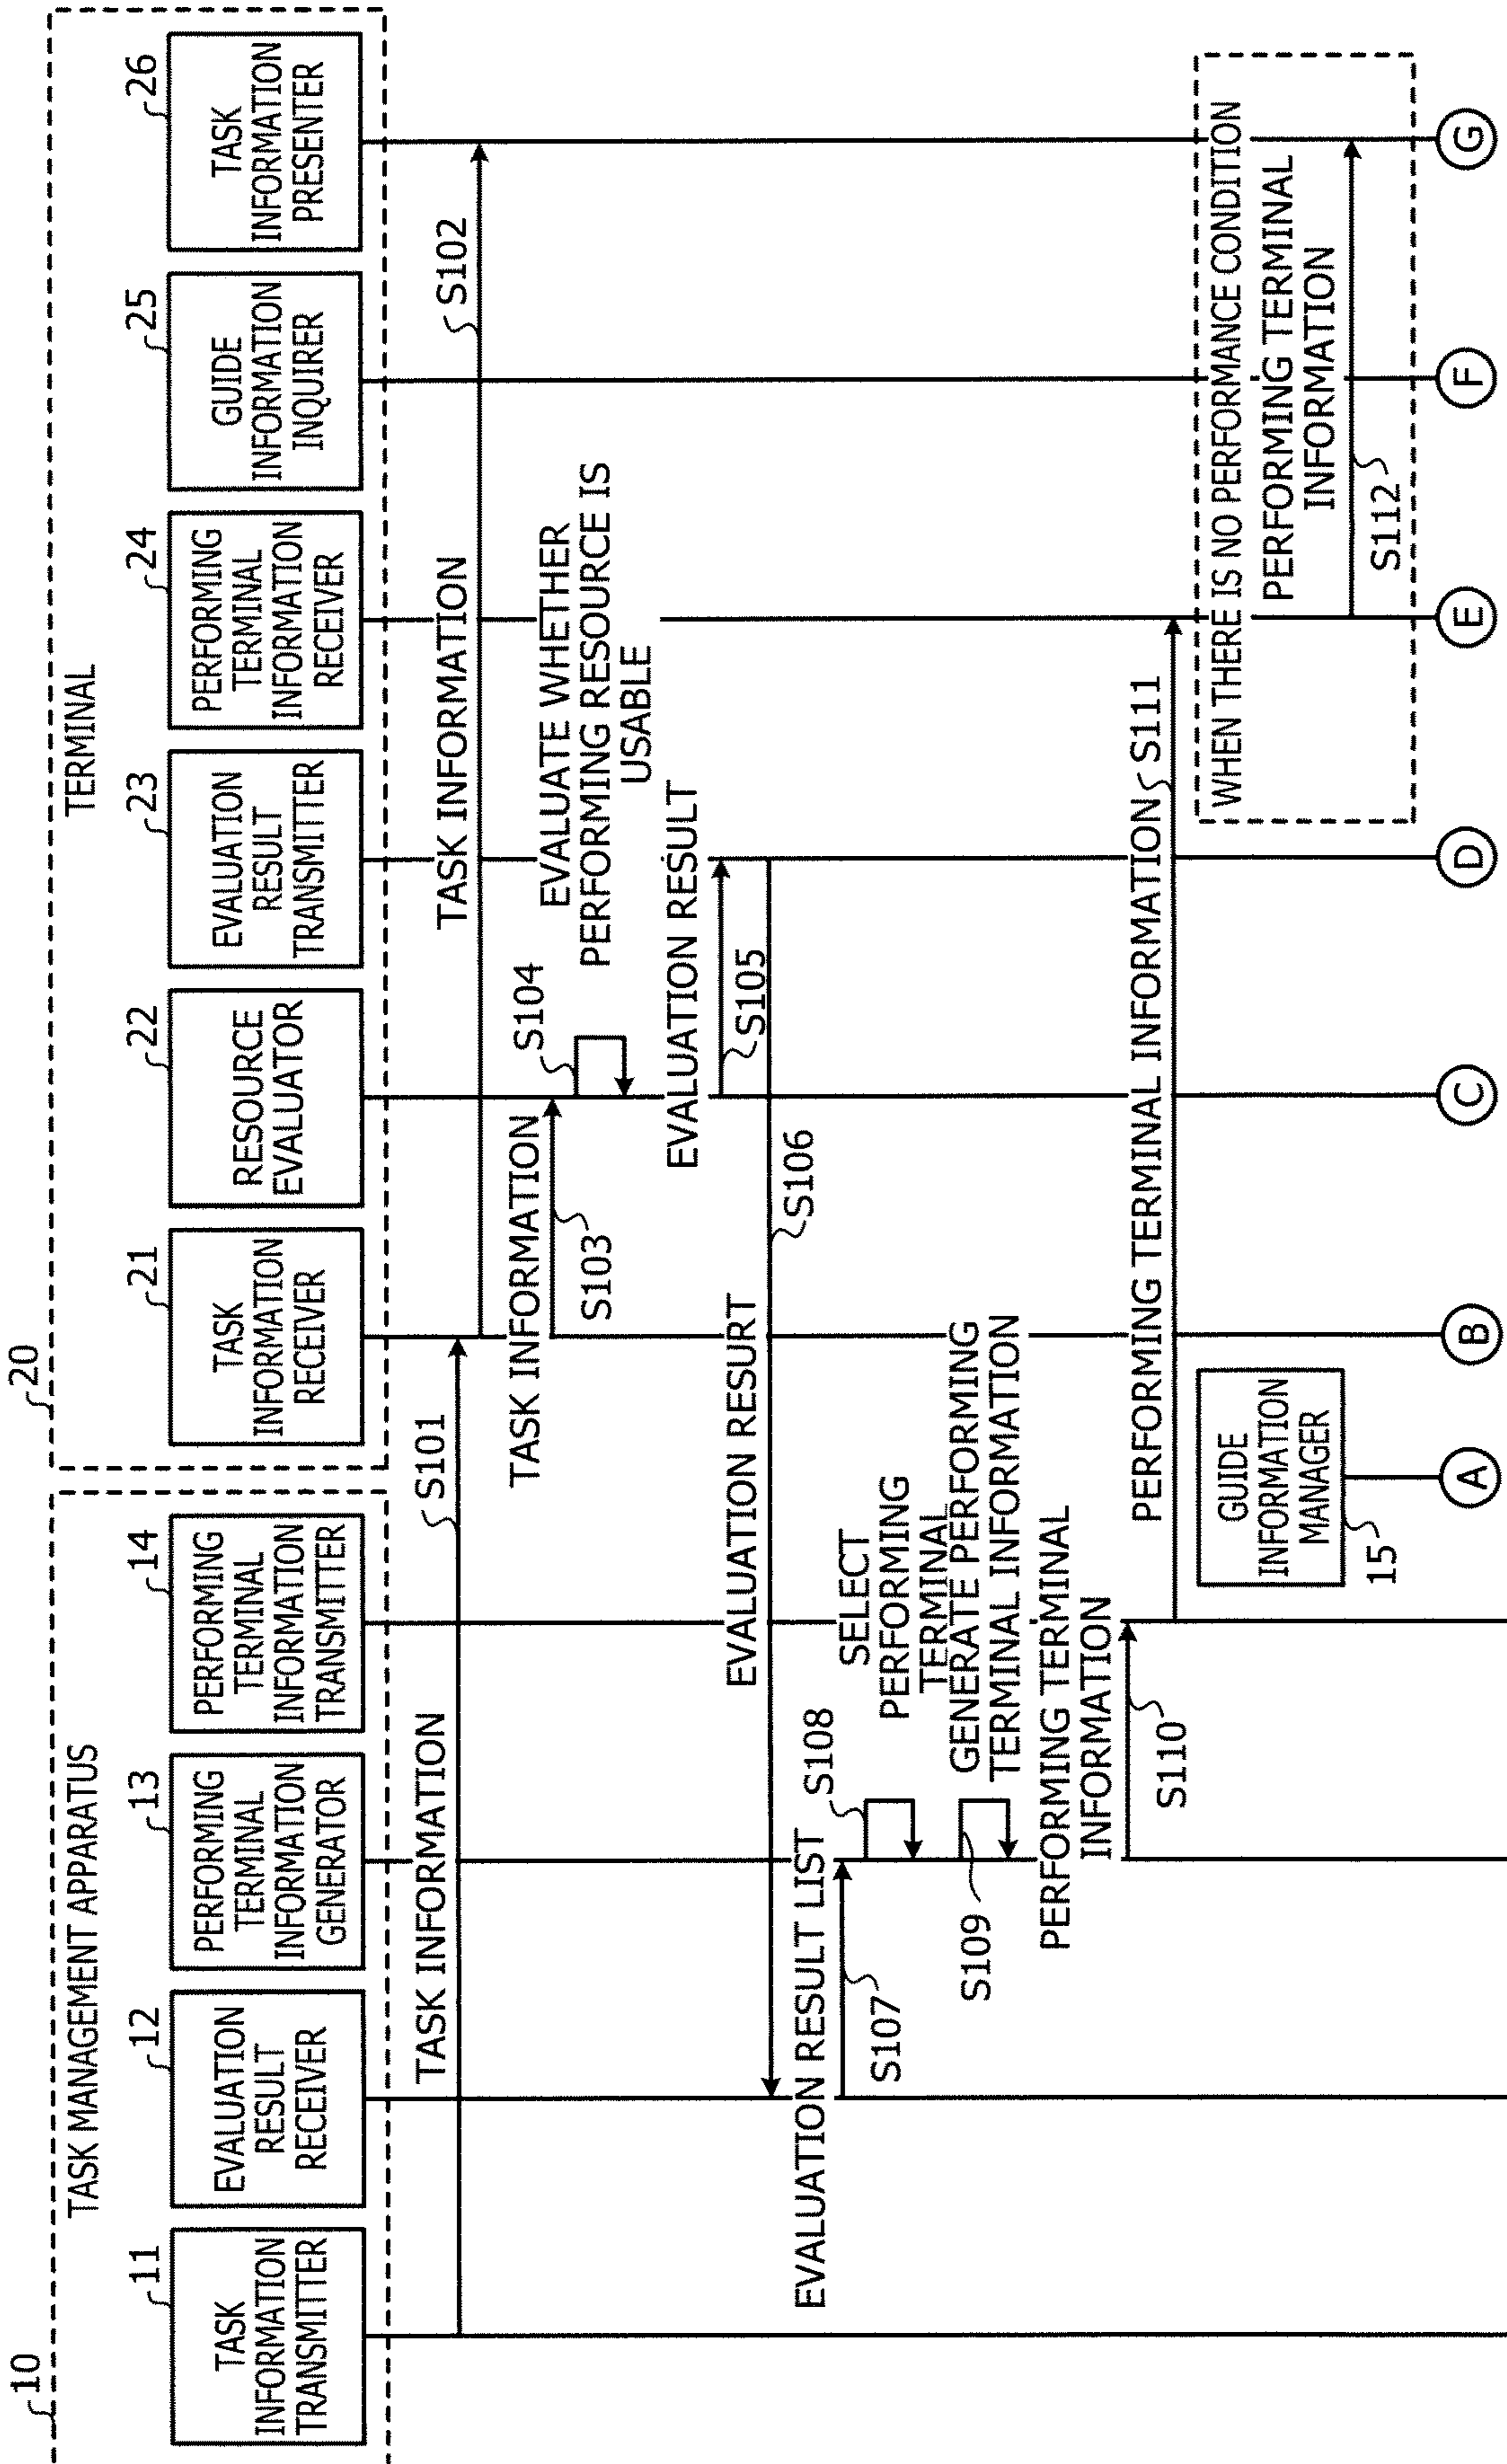 10
TASK MANAGEMENT APPARATUS
11
TASK
INFORMATION
TRANSMITTER
12
EVALUATION
RESULT
RECEIVER
13
PERFORMING
TERMINAL
INFORMATION
GENERATOR
14
PERFORMING
TERMINAL
INFORMATION
TRANSMITTER
20
TERMINAL
21
TASK
INFORMATION
RECEIVER
22
RESOURCE
EVALUATOR
23
EVALUATION
RESULT
TRANSMITTER
24
PERFORMING
TERMINAL
INFORMATION
RECEIVER
25
GUIDE
INFORMATION
INQUIRER
26
TASK
INFORMATION
PRESENTER
TASK INFORMATION
S101
TASK INFORMATION
S102
TASK INFORMATION
S103
S104
EVALUATE WHETHER
PERFORMING RESOURCE IS
USABLE
EVALUATION RESULT
S105
EVALUATION RESURT
S106
EVALUATION RESULT LIST
S107
S108
SELECT
PERFORMING
TERMINAL
S109
GENERATE PERFORMING
TERMINAL INFORMATION
PERFORMING TERMINAL
INFORMATION
S110
PERFORMING TERMINAL INFORMATION
S111
GUIDE
INFORMATION
MANAGER
15
WHEN THERE IS NO PERFORMANCE CONDITION
PERFORMING TERMINAL
INFORMATION
S112
A
B
C
D
E
F
G